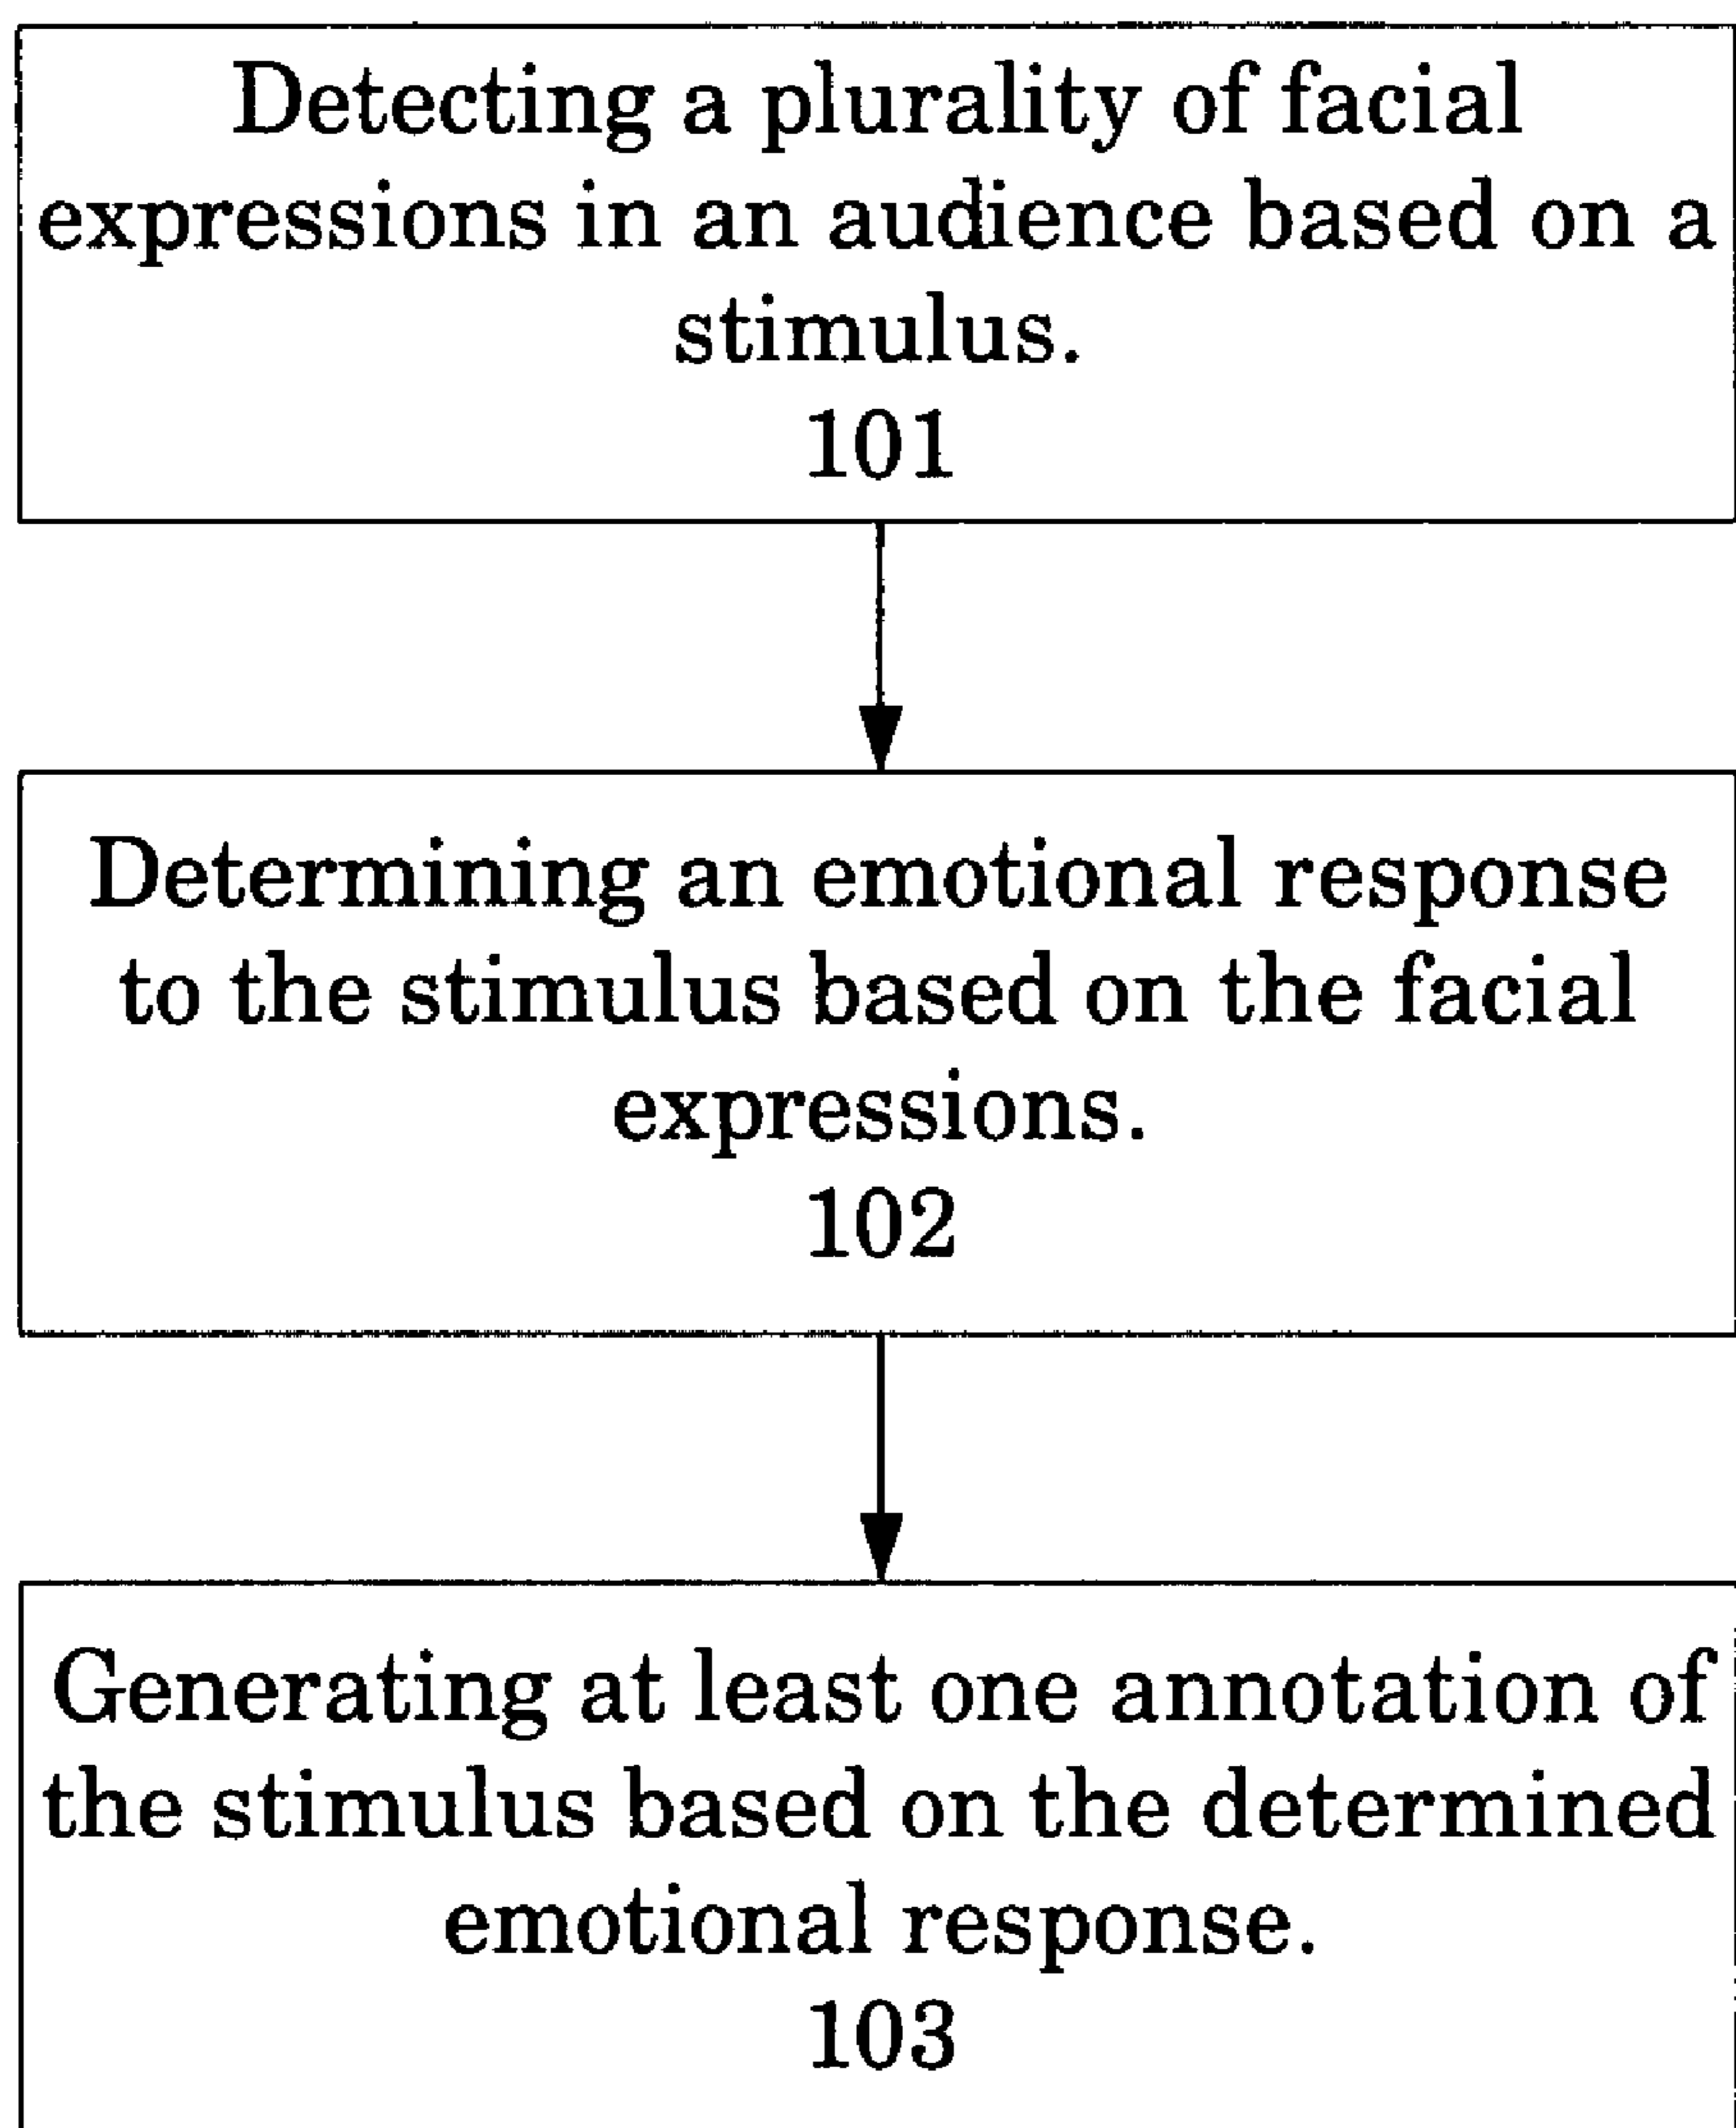 Detecting a plurality of facial
expressions in an audience based on a
stimulus.
101
Determining an emotional response
to the stimulus based on the facial
expressions.
102
Generating at least one annotation of
the stimulus based on the determined
emotional response.
103